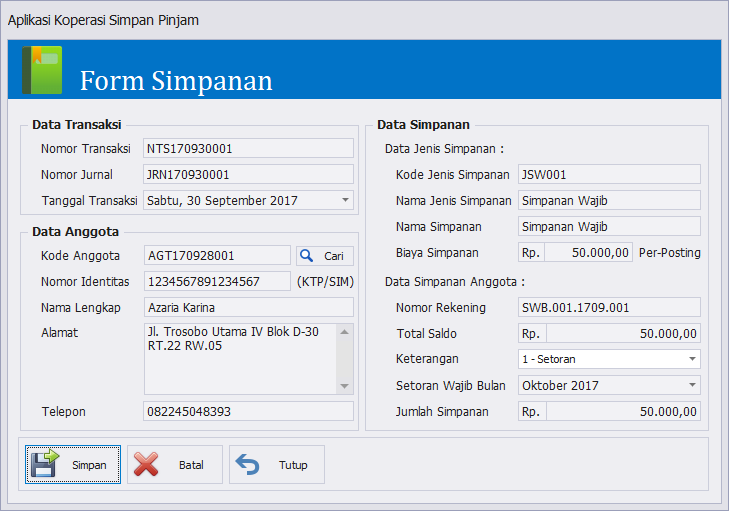 Aplikasi Koperasi Simpan Pinjam
Form Simpanan
Data Transaksi
Nomor Transaksi NTS170930001
Nomor Jurnal JRN170930001
Tanggal Transaksi Sabtu, 30 September 2017
Data Anggota
Kode Anggota AGT170928001 Cari
Nomor Identitas 1234567891234567 (KTP/SIM)
Nama Lengkap Azaria Karina
Alamat Jl. Trosobo Utama IV Blok D-30
RT.22 RW.05
Telepon 082245048393
Data Simpanan
Data Jenis Simpanan :
Kode Jenis Simpanan JSW001
Nama Jenis Simpanan Simpanan Wajib
Nama Simpanan Simpanan Wajib
Biaya Simpanan Rp. 50.000,00 Per-Posting
Data Simpanan Anggota :
Nomor Rekening SWB.001.1709.001
Total Saldo Rp. 50.000,00
Keterangan 1 - Setoran
Setoran Wajib Bulan Oktober 2017
Jumlah Simpanan Rp. 50.000,00
Simpan Batal Tutup